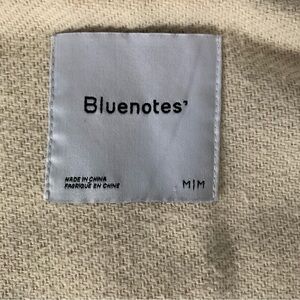 Bluenotes'
MADE IN CHINA
FABRIQUÉ EN CHINE
M|M